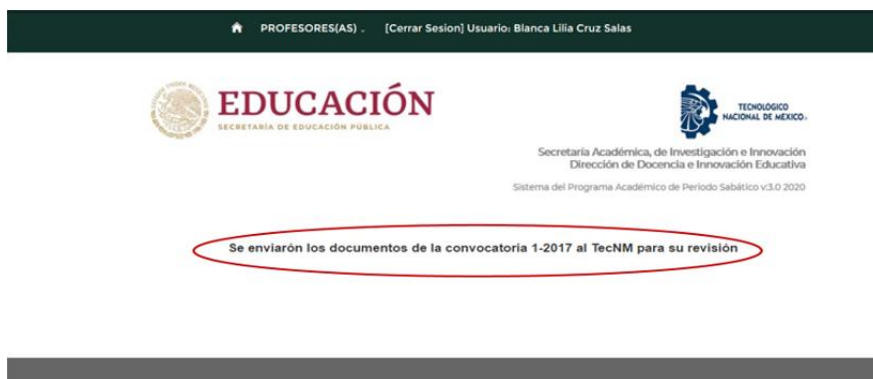 PROFESORES(AS) [Cerrar Sesion] Usuario: Blanca Lilia Cruz Salas
EDUCACIÓN
SECRETARÍA DE EDUCACIÓN PÚBLICA
TECNOLÓGICO
NACIONAL DE MÉXICO®
Secretaría Académica, de Investigación e Innovación
Dirección de Docencia e Innovación Educativa
Sistema del Programa Académico de Periodo Sabático v3.0 2020
Se enviarón los documentos de la convocatoria 1-2017 al TecNM para su revisión